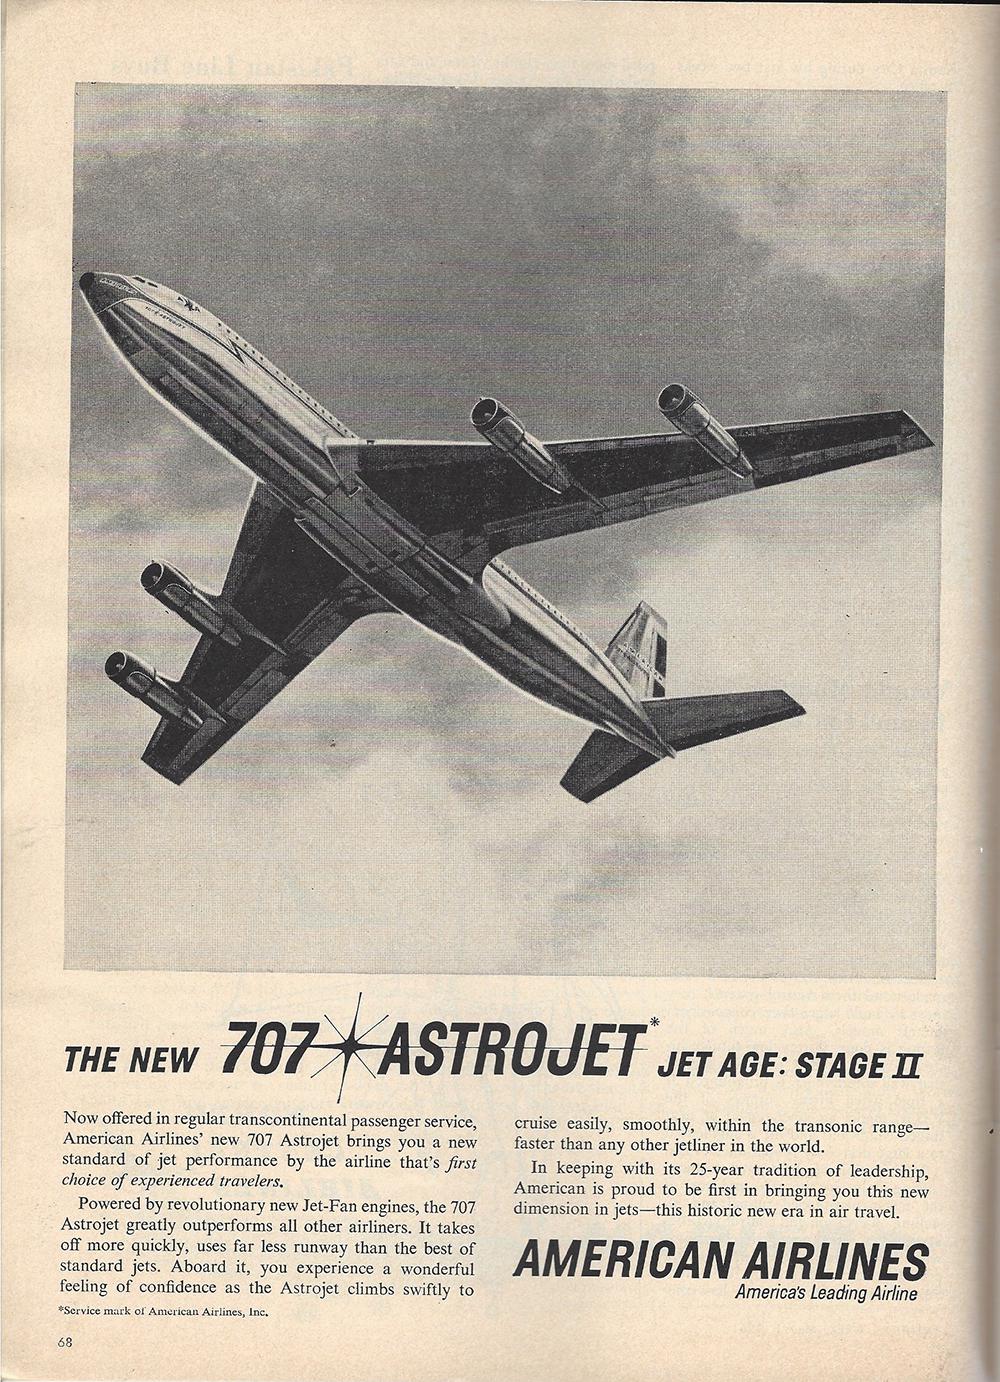 THE NEW 707 ASTROJET* JET AGE: STAGE II
Now offered in regular transcontinental passenger service,
American Airlines' new 707 Astrojet brings you a new
standard of jet performance by the airline that's first
choice of experienced travelers.
Powered by revolutionary new Jet-Fan engines, the 707
Astrojet greatly outperforms all other airliners. It takes
off more quickly, uses far less runway than the best of
standard jets. Aboard it, you experience a wonderful
feeling of confidence as the Astrojet climbs swiftly to
cruise easily, smoothly, within the transonic range—
faster than any other jetliner in the world.
In keeping with its 25-year tradition of leadership,
American is proud to be first in bringing you this new
dimension in jets—this historic new era in air travel.
AMERICAN AIRLINES
America's Leading Airline
*Service mark of American Airlines, Inc.
68